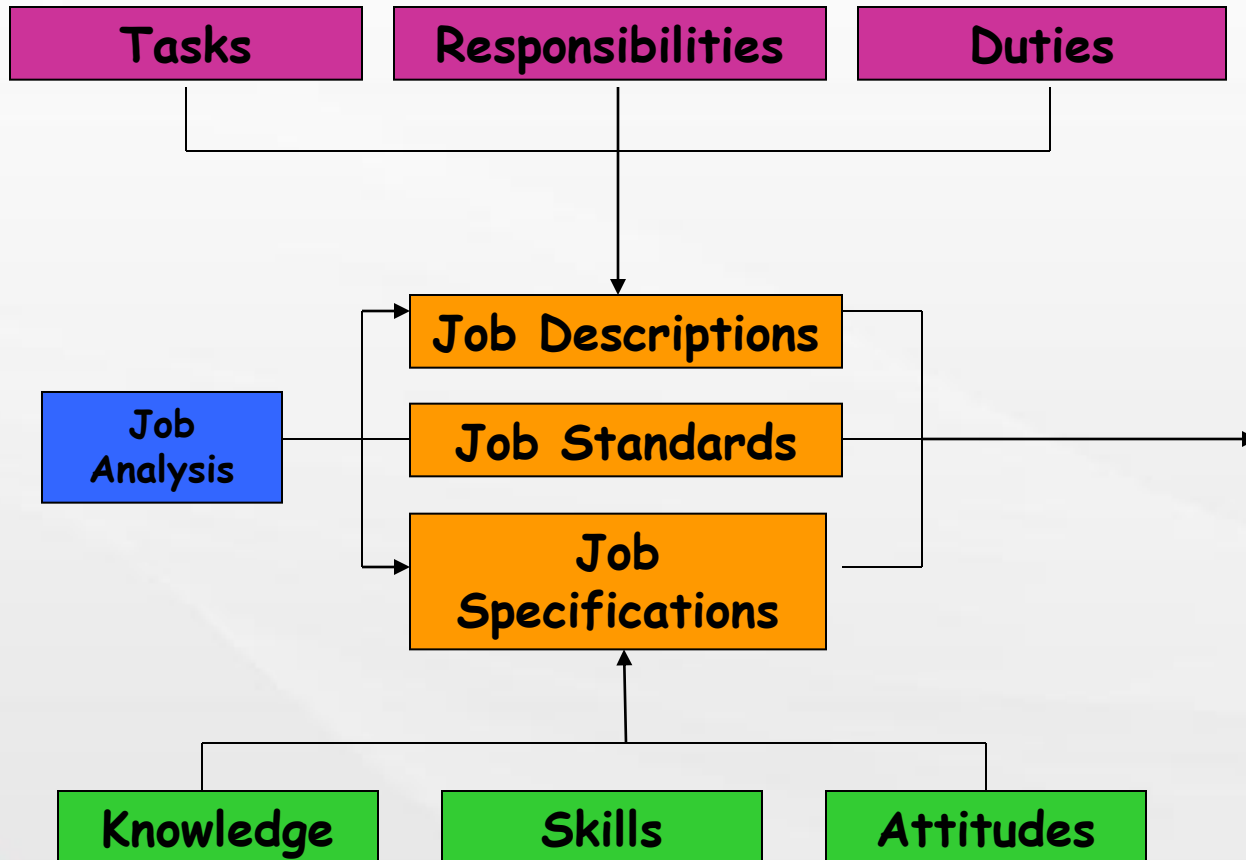 Tasks
Responsibilities
Duties
Job Descriptions
Job
Analysis
Job Standards
Job
Specifications
Knowledge
Skills
Attitudes